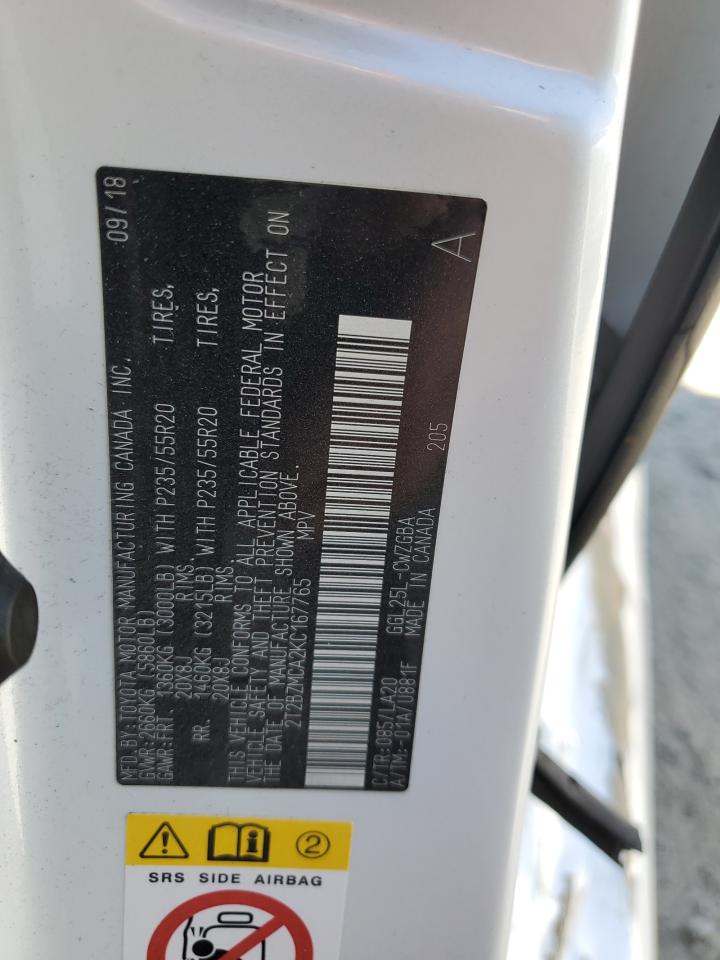 MFD. BY: TOYOTA MOTOR MANUFACTURING CANADA INC. 09/18
GVWR: 2660KG (5860LB)
GAWR: FRT. 1360KG (3000LB) WITH P235/55R20 TIRES,
20X8J RIMS.
RR. 1460KG (3215LB) WITH P235/55R20 TIRES,
20X8J RIMS.
THIS VEHICLE CONFORMS TO ALL APPLICABLE FEDERAL MOTOR
VEHICLE SAFETY AND THEFT PREVENTION STANDARDS IN EFFECT ON
THE DATE OF MANUFACTURE SHOWN ABOVE.
2T2BZMCA2KC167765 MPV
C/TR: 085/LA20 GGL25L-CWZGBA
A/TM: -01A/U881F MADE IN CANADA 205 A
2
SRS SIDE AIRBAG